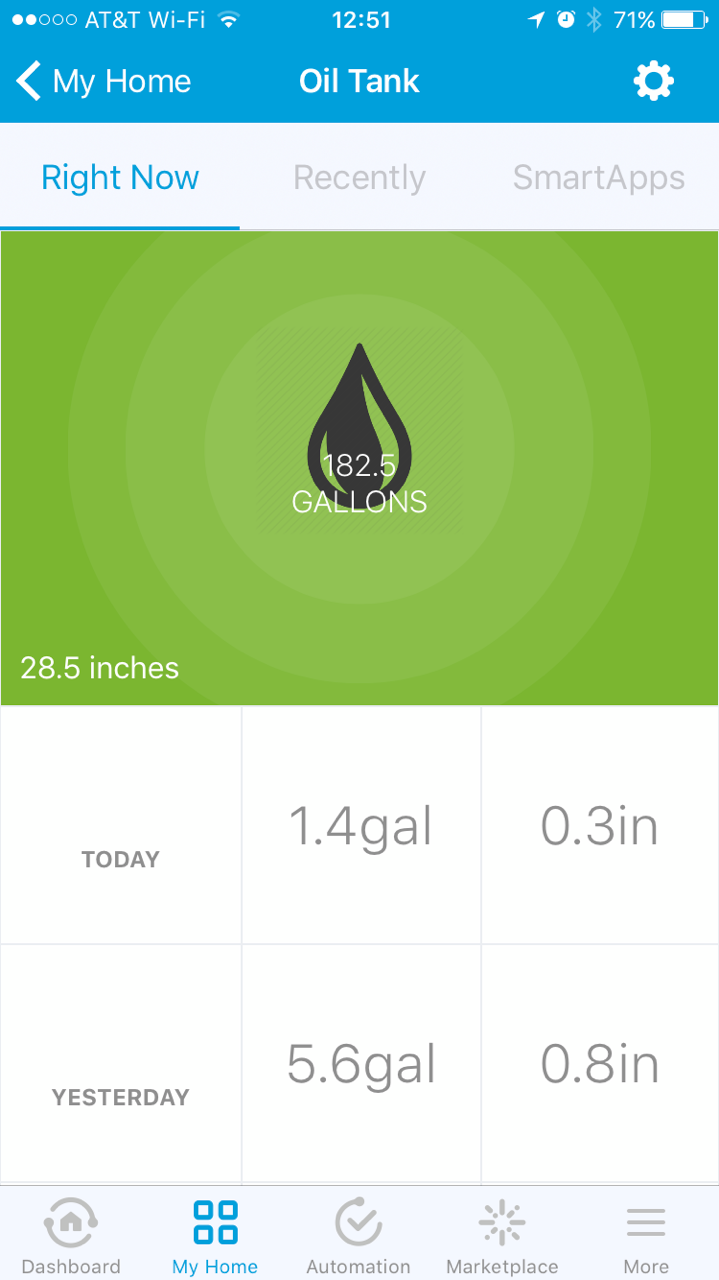 AT&T Wi-Fi 12:51 71%
My Home Oil Tank
Right Now Recently SmartApps
182.5
GALLONS
28.5 inches
TODAY 1.4gal 0.3in
YESTERDAY 5.6gal 0.8in
Dashboard My Home Automation Marketplace More